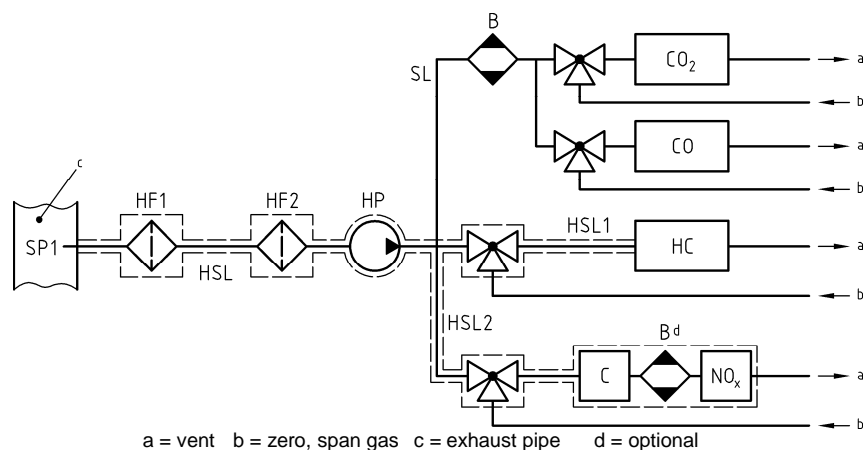 B
SL
CO₂
a
b
c
CO
a
b
HF1
HF2
HP
SP1
HSL
HSL1
HC
a
b
HSL2
Bᵈ
C
NOₓ
a
b
a = vent b = zero, span gas c = exhaust pipe d = optional